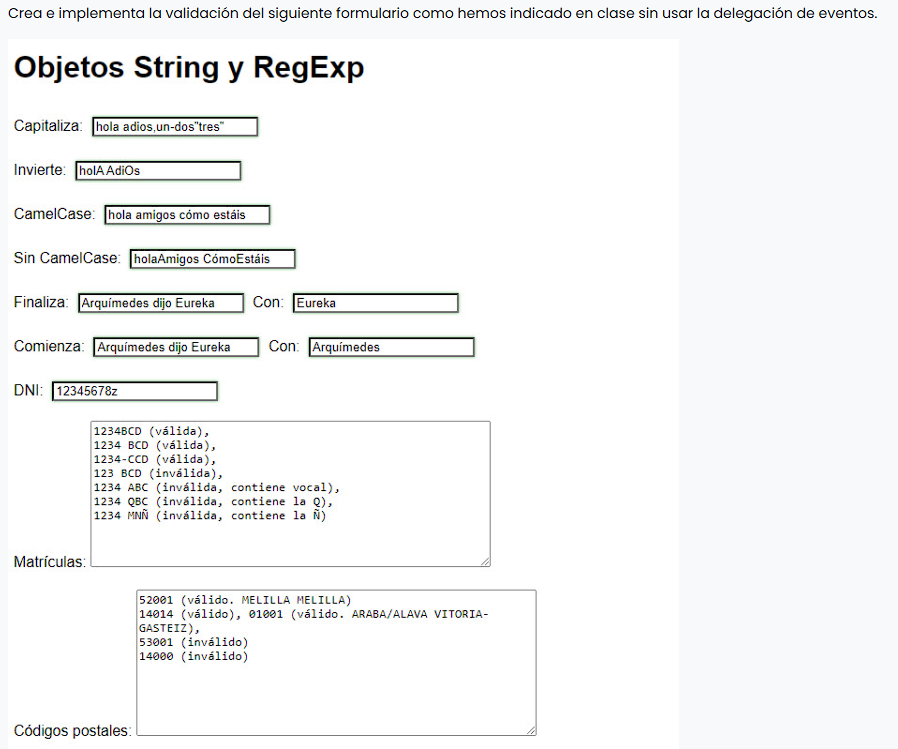 Crea e implementa la validación del siguiente formulario como hemos indicado en clase sin usar la delegación de eventos.
Objetos String y RegExp
Capitaliza: hola adios,un-dos"tres"
Invierte: holA AdiOs
CamelCase: hola amigos cómo estáis
Sin CamelCase: holaAmigos CómoEstáis
Finaliza: Arquímedes dijo Eureka Con: Eureka
Comienza: Arquímedes dijo Eureka Con: Arquímedes
DNI: 12345678z
1234BCD (válida),
1234 BCD (válida),
1234-CCD (válida),
123 BCD (inválida),
1234 ABC (inválida, contiene vocal),
1234 QBC (inválida, contiene la Q),
1234 MNÑ (inválida, contiene la Ñ)
Matrículas:
52001 (válido. MELILLA MELILLA)
14014 (válido), 01001 (válido. ARABA/ALAVA VITORIA-
GASTEIZ),
53001 (inválido)
14000 (inválido)
Códigos postales: